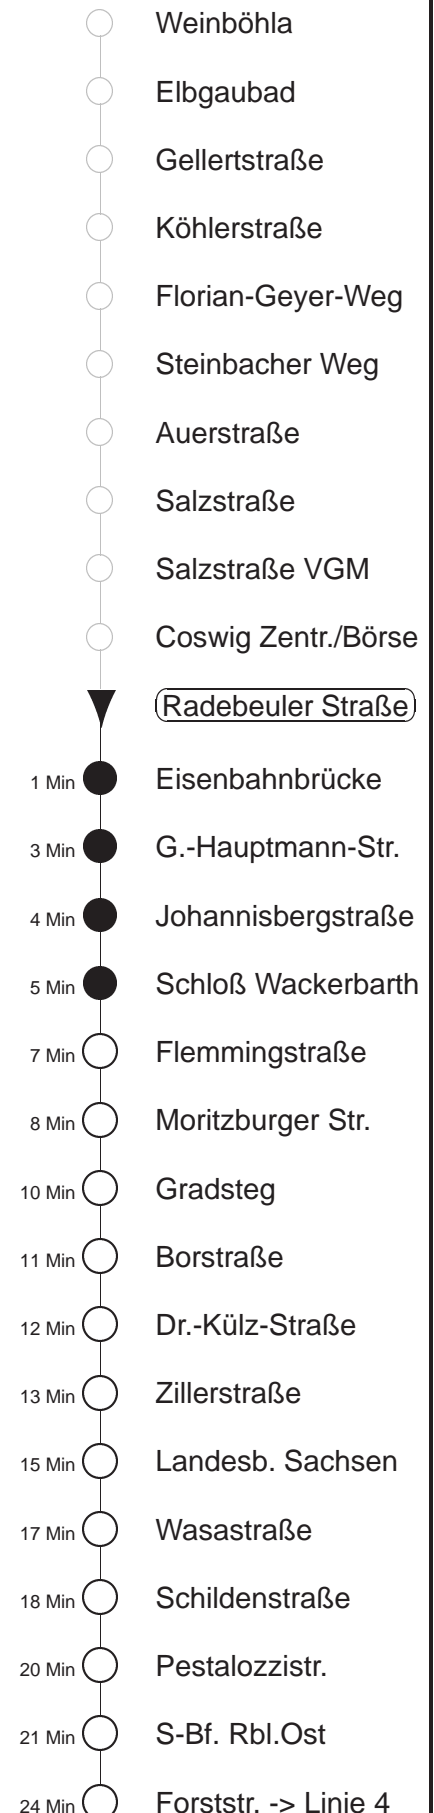 Weinböhla
Elbgaubad
Gellertstraße
Köhlerstraße
Florian-Geyer-Weg
Steinbacher Weg
Auerstraße
Salzstraße
Salzstraße VGM
Coswig Zentr./Börse
Radebeuler Straße
1 Min Eisenbahnbrücke
3 Min G.-Hauptmann-Str.
4 Min Johannisbergstraße
5 Min Schloß Wackerbarth
7 Min Flemmingstraße
8 Min Moritzburger Str.
10 Min Gradsteg
11 Min Borstraße
12 Min Dr.-Külz-Straße
13 Min Zillerstraße
15 Min Landesb. Sachsen
17 Min Wasastraße
18 Min Schildenstraße
20 Min Pestalozzistr.
21 Min S-Bf. Rbl.Ost
24 Min Forststr. -> Linie 4